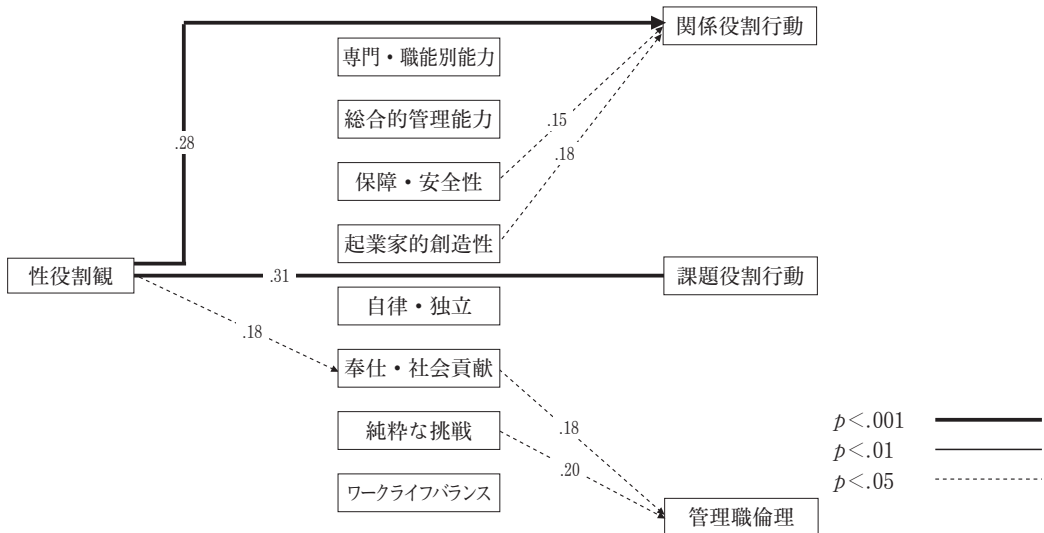 関係役割行動
専門・職能別能力
総合的管理能力
.15
.28
.18
保障・安全性
起業家的創造性
性役割観
.31
課題役割行動
自律・独立
.18
奉仕・社会貢献
純粋な挑戦
.18
p<.001
p<.01
.20
p<.05
ワークライフバランス
管理職倫理